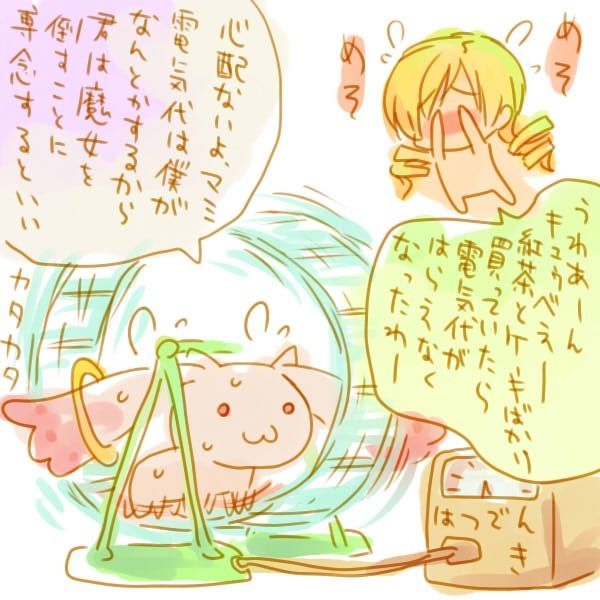 めそ
めそ
うわあーん
キュゥべえー
紅茶とケーキばかり
買っていたら
電気代が
はらえなく
なったわー
心配ないよ、マミ
電気代は僕が
なんとかするから
君は魔女を
倒すことに
専念するといい
カタカタ
はつでん
き